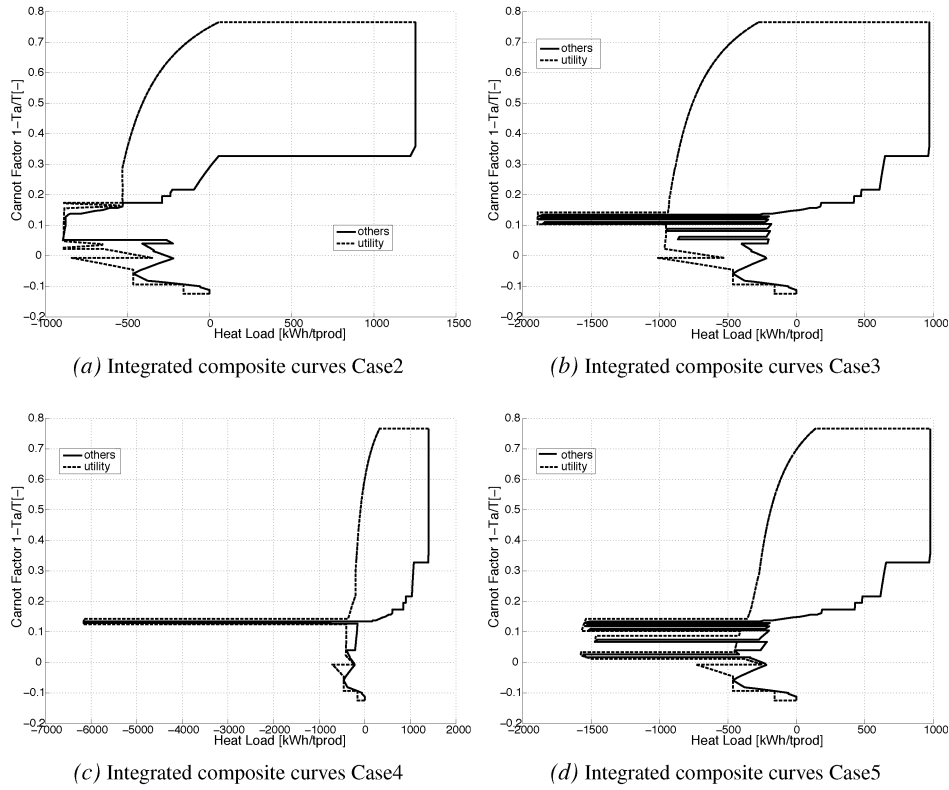 0.8
0.7
0.6
0.5
0.4
0.3
0.2
0.1
0
−0.1
−0.2
Carnot Factor 1−Ta/T[−]
others
utility
−1000 −500 0 500 1000 1500
Heat Load [kWh/tprod]
(a) Integrated composite curves Case2
0.8
0.7
0.6
0.5
0.4
0.3
0.2
0.1
0
−0.1
−0.2
Carnot Factor 1−Ta/T[−]
others
utility
−2000 −1500 −1000 −500 0 500 1000
Heat Load [kWh/tprod]
(b) Integrated composite curves Case3
0.8
0.7
0.6
0.5
0.4
0.3
0.2
0.1
0
−0.1
−0.2
Carnot Factor 1−Ta/T[−]
others
utility
−7000 −6000 −5000 −4000 −3000 −2000 −1000 0 1000 2000
Heat Load [kWh/tprod]
(c) Integrated composite curves Case4
0.8
0.7
0.6
0.5
0.4
0.3
0.2
0.1
0
−0.1
−0.2
Carnot Factor 1−Ta/T[−]
others
utility
−2000 −1500 −1000 −500 0 500 1000
Heat Load [kWh/tprod]
(d) Integrated composite curves Case5